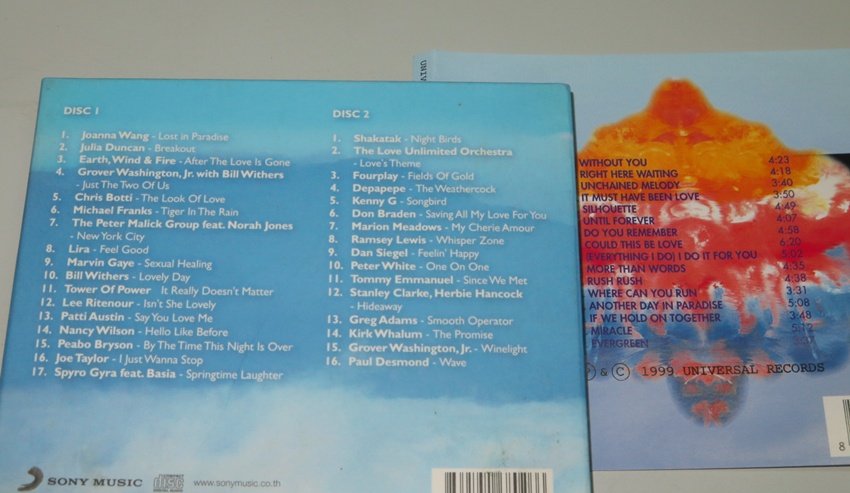 DISC 1
1. Joanna Wang - Lost in Paradise
2. Julia Duncan - Breakout
3. Earth, Wind & Fire - After The Love Is Gone
4. Grover Washington, Jr. with Bill Withers
- Just The Two Of Us
5. Chris Botti - The Look Of Love
6. Michael Franks - Tiger In The Rain
7. The Peter Malick Group feat. Norah Jones
- New York City
8. Lira - Feel Good
9. Marvin Gaye - Sexual Healing
10. Bill Withers - Lovely Day
11. Tower Of Power It Really Doesn't Matter
12. Lee Ritenour - Isn't She Lovely
13. Patti Austin - Say You Love Me
14. Nancy Wilson - Hello Like Before
15. Peabo Bryson - By The Time This Night Is Over
16. Joe Taylor - I Just Wanna Stop
17. Spyro Gyra feat. Basia - Springtime Laughter
DISC 2
1. Shakatak - Night Birds
2. The Love Unlimited Orchestra
- Love's Theme
3. Fourplay - Fields Of Gold
4. Depapepe - The Weathercock
5. Kenny G - Songbird
6. Don Braden - Saving All My Love For You
7. Marion Meadows - My Cherie Amour
8. Ramsey Lewis - Whisper Zone
9. Dan Siegel - Feelin' Happy
10. Peter White - One On One
11. Tommy Emmanuel - Since We Met
12. Stanley Clarke, Herbie Hancock
- Hideaway
13. Greg Adams - Smooth Operator
14. Kirk Whalum - The Promise
15. Grover Washington, Jr. - Winelight
16. Paul Desmond - Wave
SONY MUSIC
COMPACT disc DIGITAL AUDIO
www.sonymusic.co.th
UNIV
WITHOUT YOU 4:23
RIGHT HERE WAITING 4:18
UNCHAINED MELODY 3:40
IT MUST HAVE BEEN LOVE 3:50
SILHOUETTE 4:49
UNTIL FOREVER 4:07
DO YOU REMEMBER 4:58
COULD THIS BE LOVE 6:20
(EVERYTHING I DO) I DO IT FOR YOU 5:02
MORE THAN WORDS 4:35
RUSH RUSH 4:38
WHERE CAN YOU RUN 3:31
ANOTHER DAY IN PARADISE 5:08
IF WE HOLD ON TOGETHER 3:48
MIRACLE 5:12
EVERGREEN
℗ & © 1999 UNIVERSAL RECORDS
8